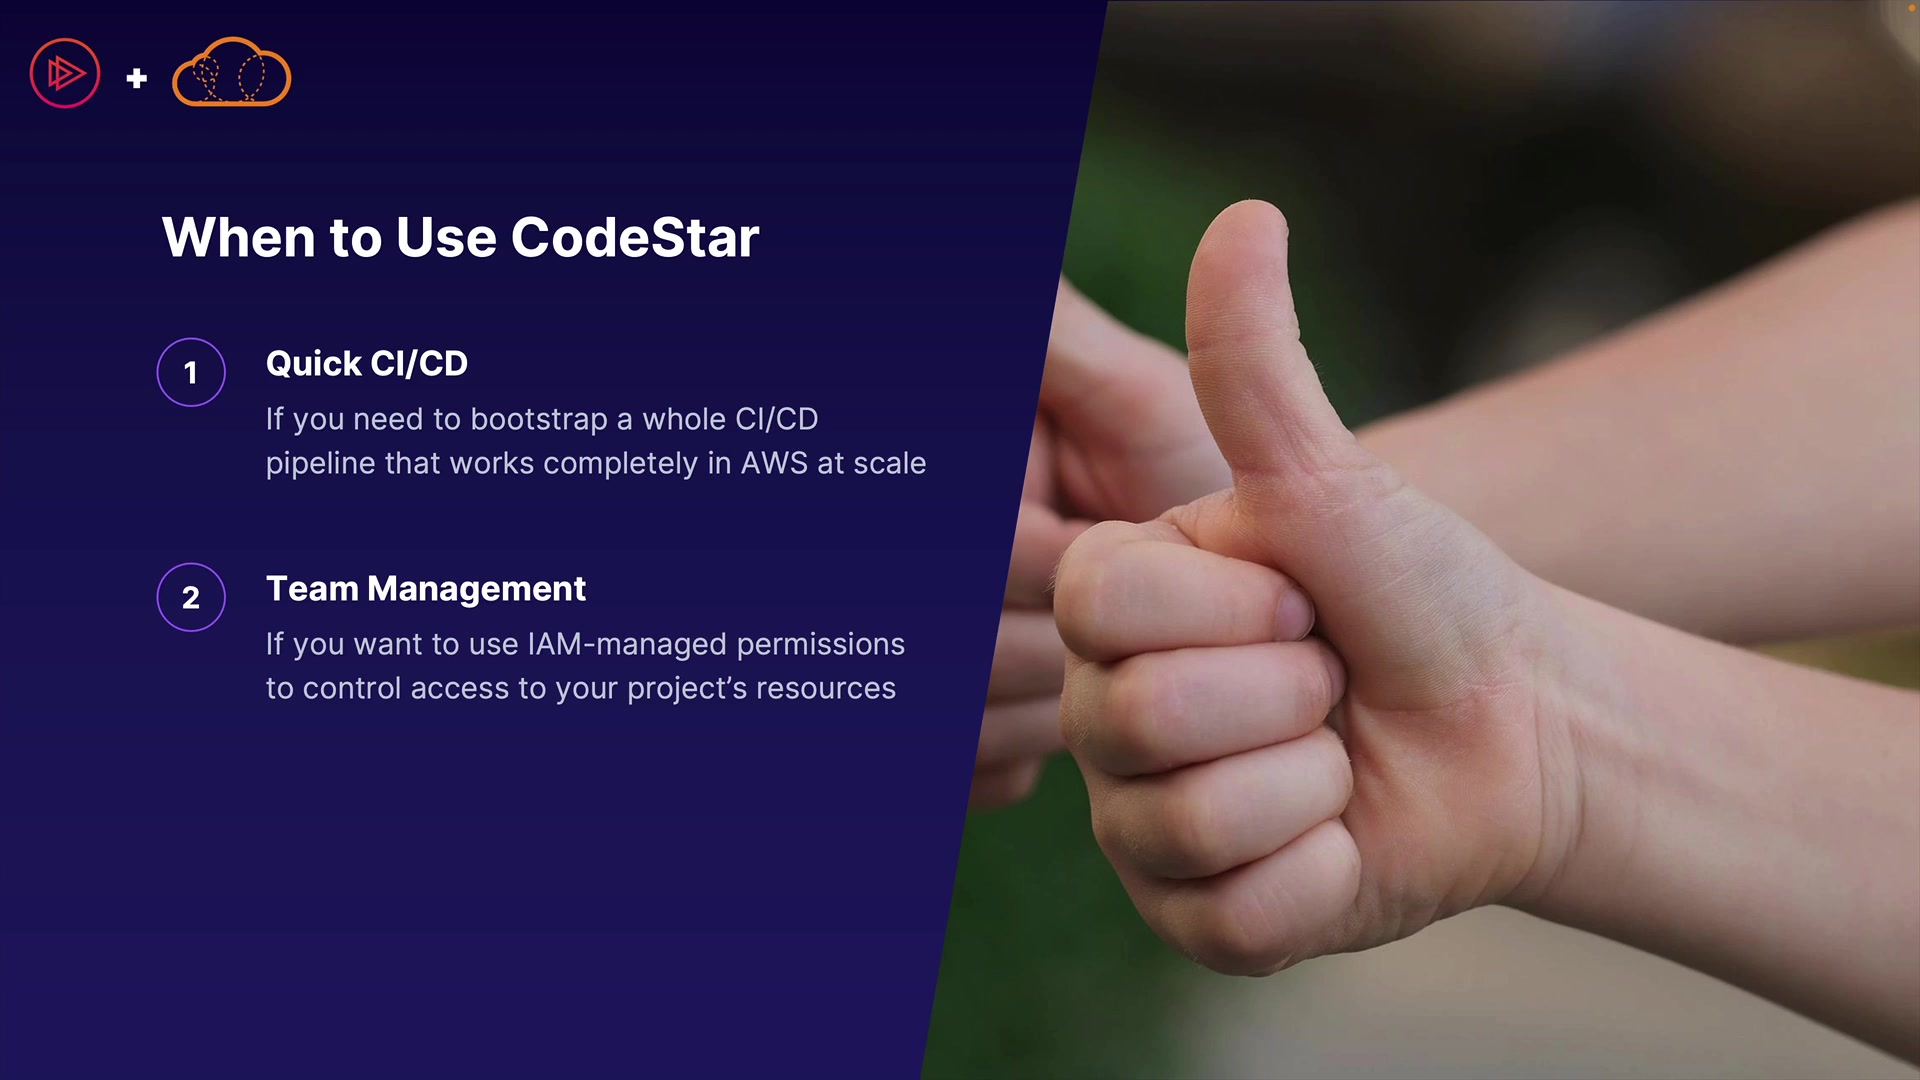 When to Use CodeStar
1
Quick CI/CD
If you need to bootstrap a whole CI/CD
pipeline that works completely in AWS at scale
2
Team Management
If you want to use IAM-managed permissions
to control access to your project’s resources